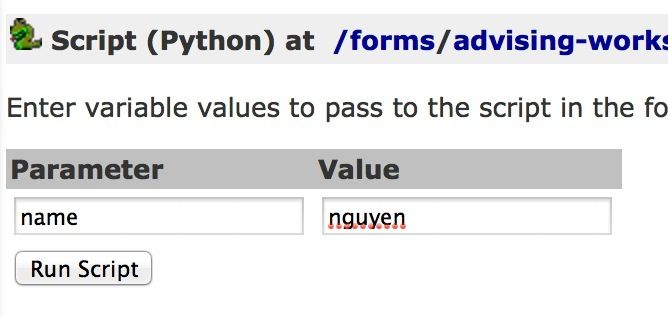 Script (Python) at /forms/advising-works
Enter variable values to pass to the script in the fo
Parameter Value
name nguyen
Run Script